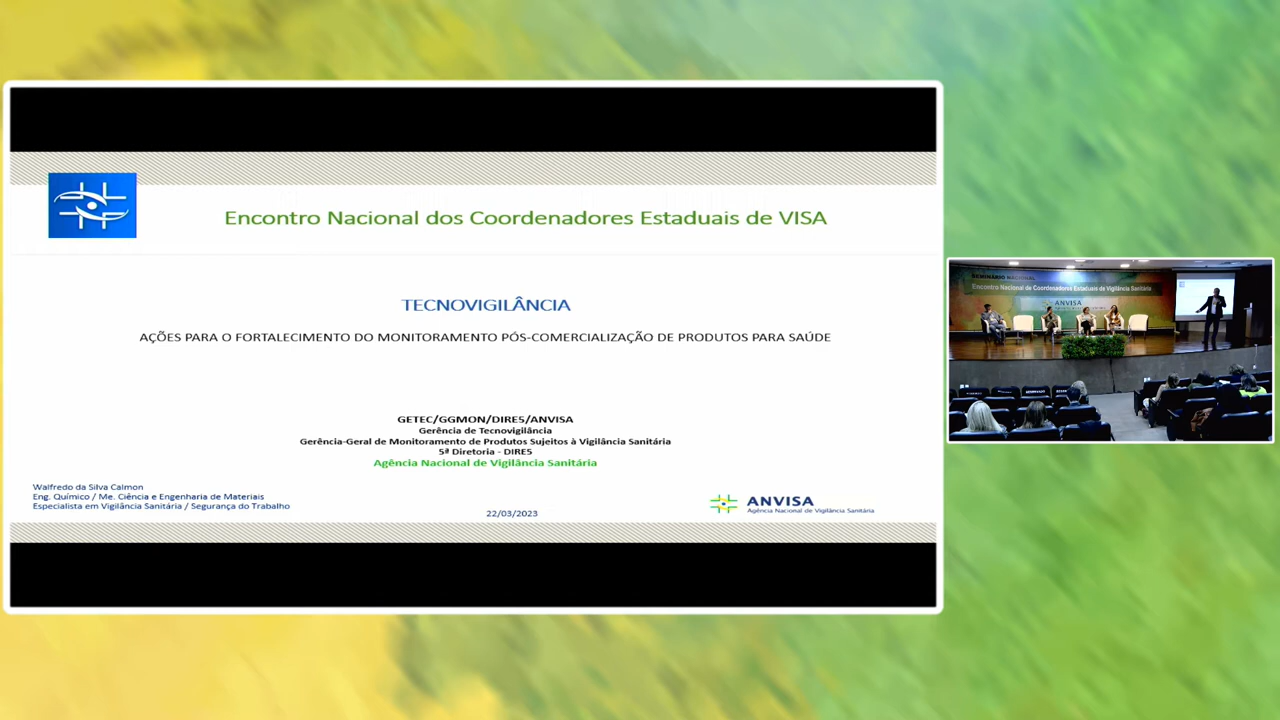 Encontro Nacional dos Coordenadores Estaduais de VISA
TECNOVIGILÂNCIA
AÇÕES PARA O FORTALECIMENTO DO MONITORAMENTO PÓS-COMERCIALIZAÇÃO DE PRODUTOS PARA SAÚDE
GETEC/GGMON/DIRE5/ANVISA
Gerência de Tecnovigilância
Gerência-Geral de Monitoramento de Produtos Sujeitos à Vigilância Sanitária
5ª Diretoria - DIRE5
Agência Nacional de Vigilância Sanitária
Walfredo da Silva Calmon
Eng. Químico / Me. Ciência e Engenharia de Materiais
Especialista em Vigilância Sanitária / Segurança do Trabalho
22/03/2023
ANVISA
Agência Nacional de Vigilância Sanitária
SEMINÁRIO NACIONAL
Encontro Nacional de Coordenadores Estaduais de Vigilância Sanitária
ANVISA